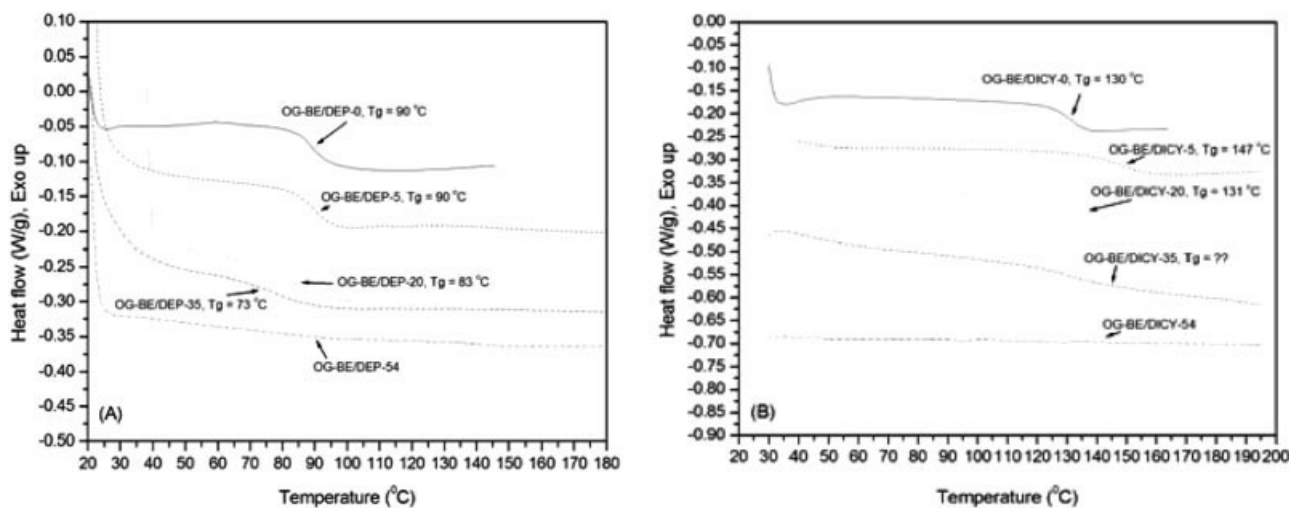 0.10
0.05
0.00
-0.05
-0.10
-0.15
-0.20
-0.25
-0.30
-0.35
-0.40
-0.45
-0.50
Heat flow (W/g), Exo up
OG-BE/DEP-0, Tg = 90 °C
OG-BE/DEP-5, Tg = 90 °C
OG-BE/DEP-20, Tg = 83 °C
OG-BE/DEP-35, Tg = 73 °C
OG-BE/DEP-54
(A)
20 30 40 50 60 70 80 90 100 110 120 130 140 150 160 170 180
Temperature (°C)
0.00
-0.05
-0.10
-0.15
-0.20
-0.25
-0.30
-0.35
-0.40
-0.45
-0.50
-0.55
-0.60
-0.65
-0.70
-0.75
-0.80
-0.85
-0.90
Heat flow (W/g), Exo up
OG-BE/DICY-0, Tg = 130 °C
OG-BE/DICY-5, Tg = 147 °C
OG-BE/DICY-20, Tg = 131 °C
OG-BE/DICY-35, Tg = ??
OG-BE/DICY-54
(B)
20 30 40 50 60 70 80 90 100 110 120 130 140 150 160 170 180 190 200
Temperature (°C)